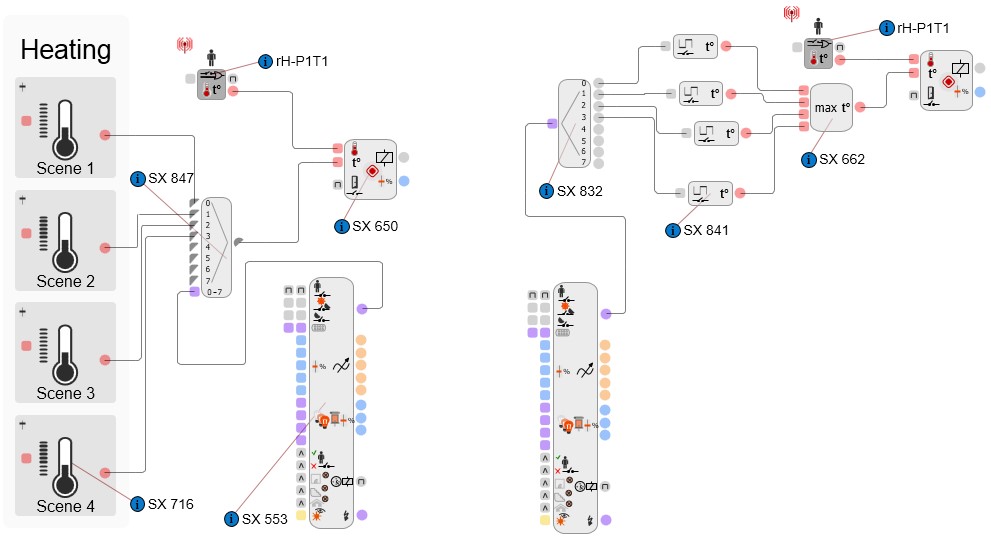 Heating
Scene 1
Scene 2
Scene 3
Scene 4
SX 847
SX 716
rH-P1T1
t°
t°
SX 650
%
0
1
2
3
4
5
6
7
0-7
SX 553
%
%
rH-P1T1
t°
t°
%
0
1
2
3
4
5
6
7
t°
t°
t°
t°
max t°
SX 662
SX 832
SX 841
%
%